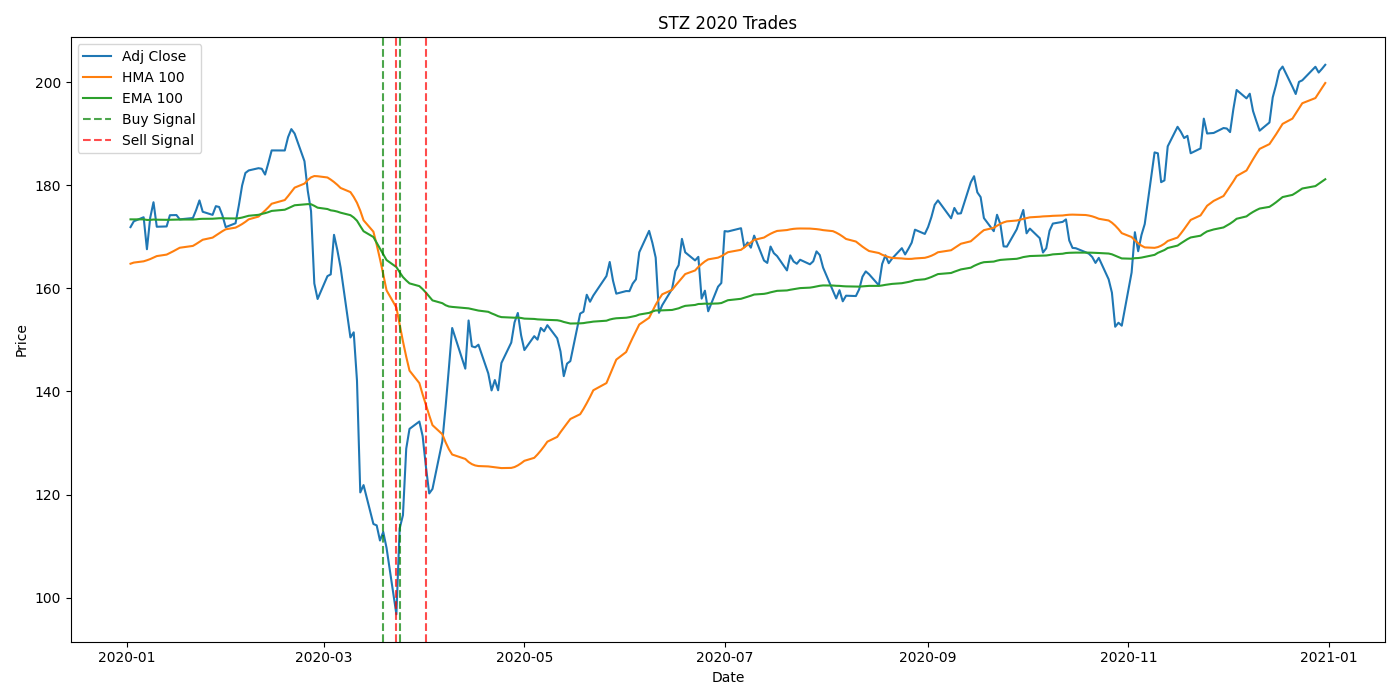 STZ 2020 Trades
Adj Close
HMA 100
EMA 100
Buy Signal
Sell Signal
Price
200
180
160
140
120
100
2020-01
2020-03
2020-05
2020-07
2020-09
2020-11
2021-01
Date